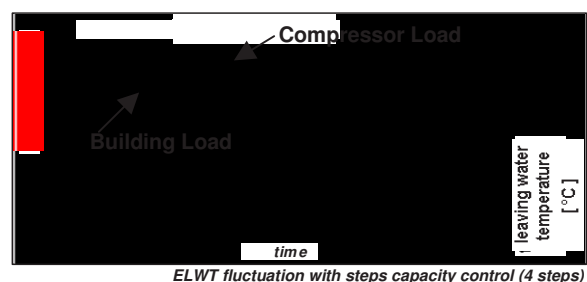 Compressor Load
Building Load
leaving water
temperature
[°C]
time
ELWT fluctuation with steps capacity control (4 steps)